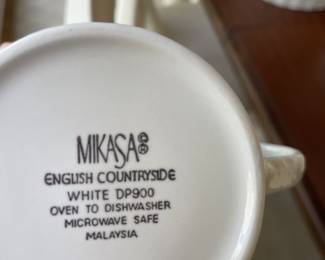 MIKASA©®
ENGLISH COUNTRYSIDE
WHITE DP900
OVEN TO DISHWASHER
MICROWAVE SAFE
MALAYSIA